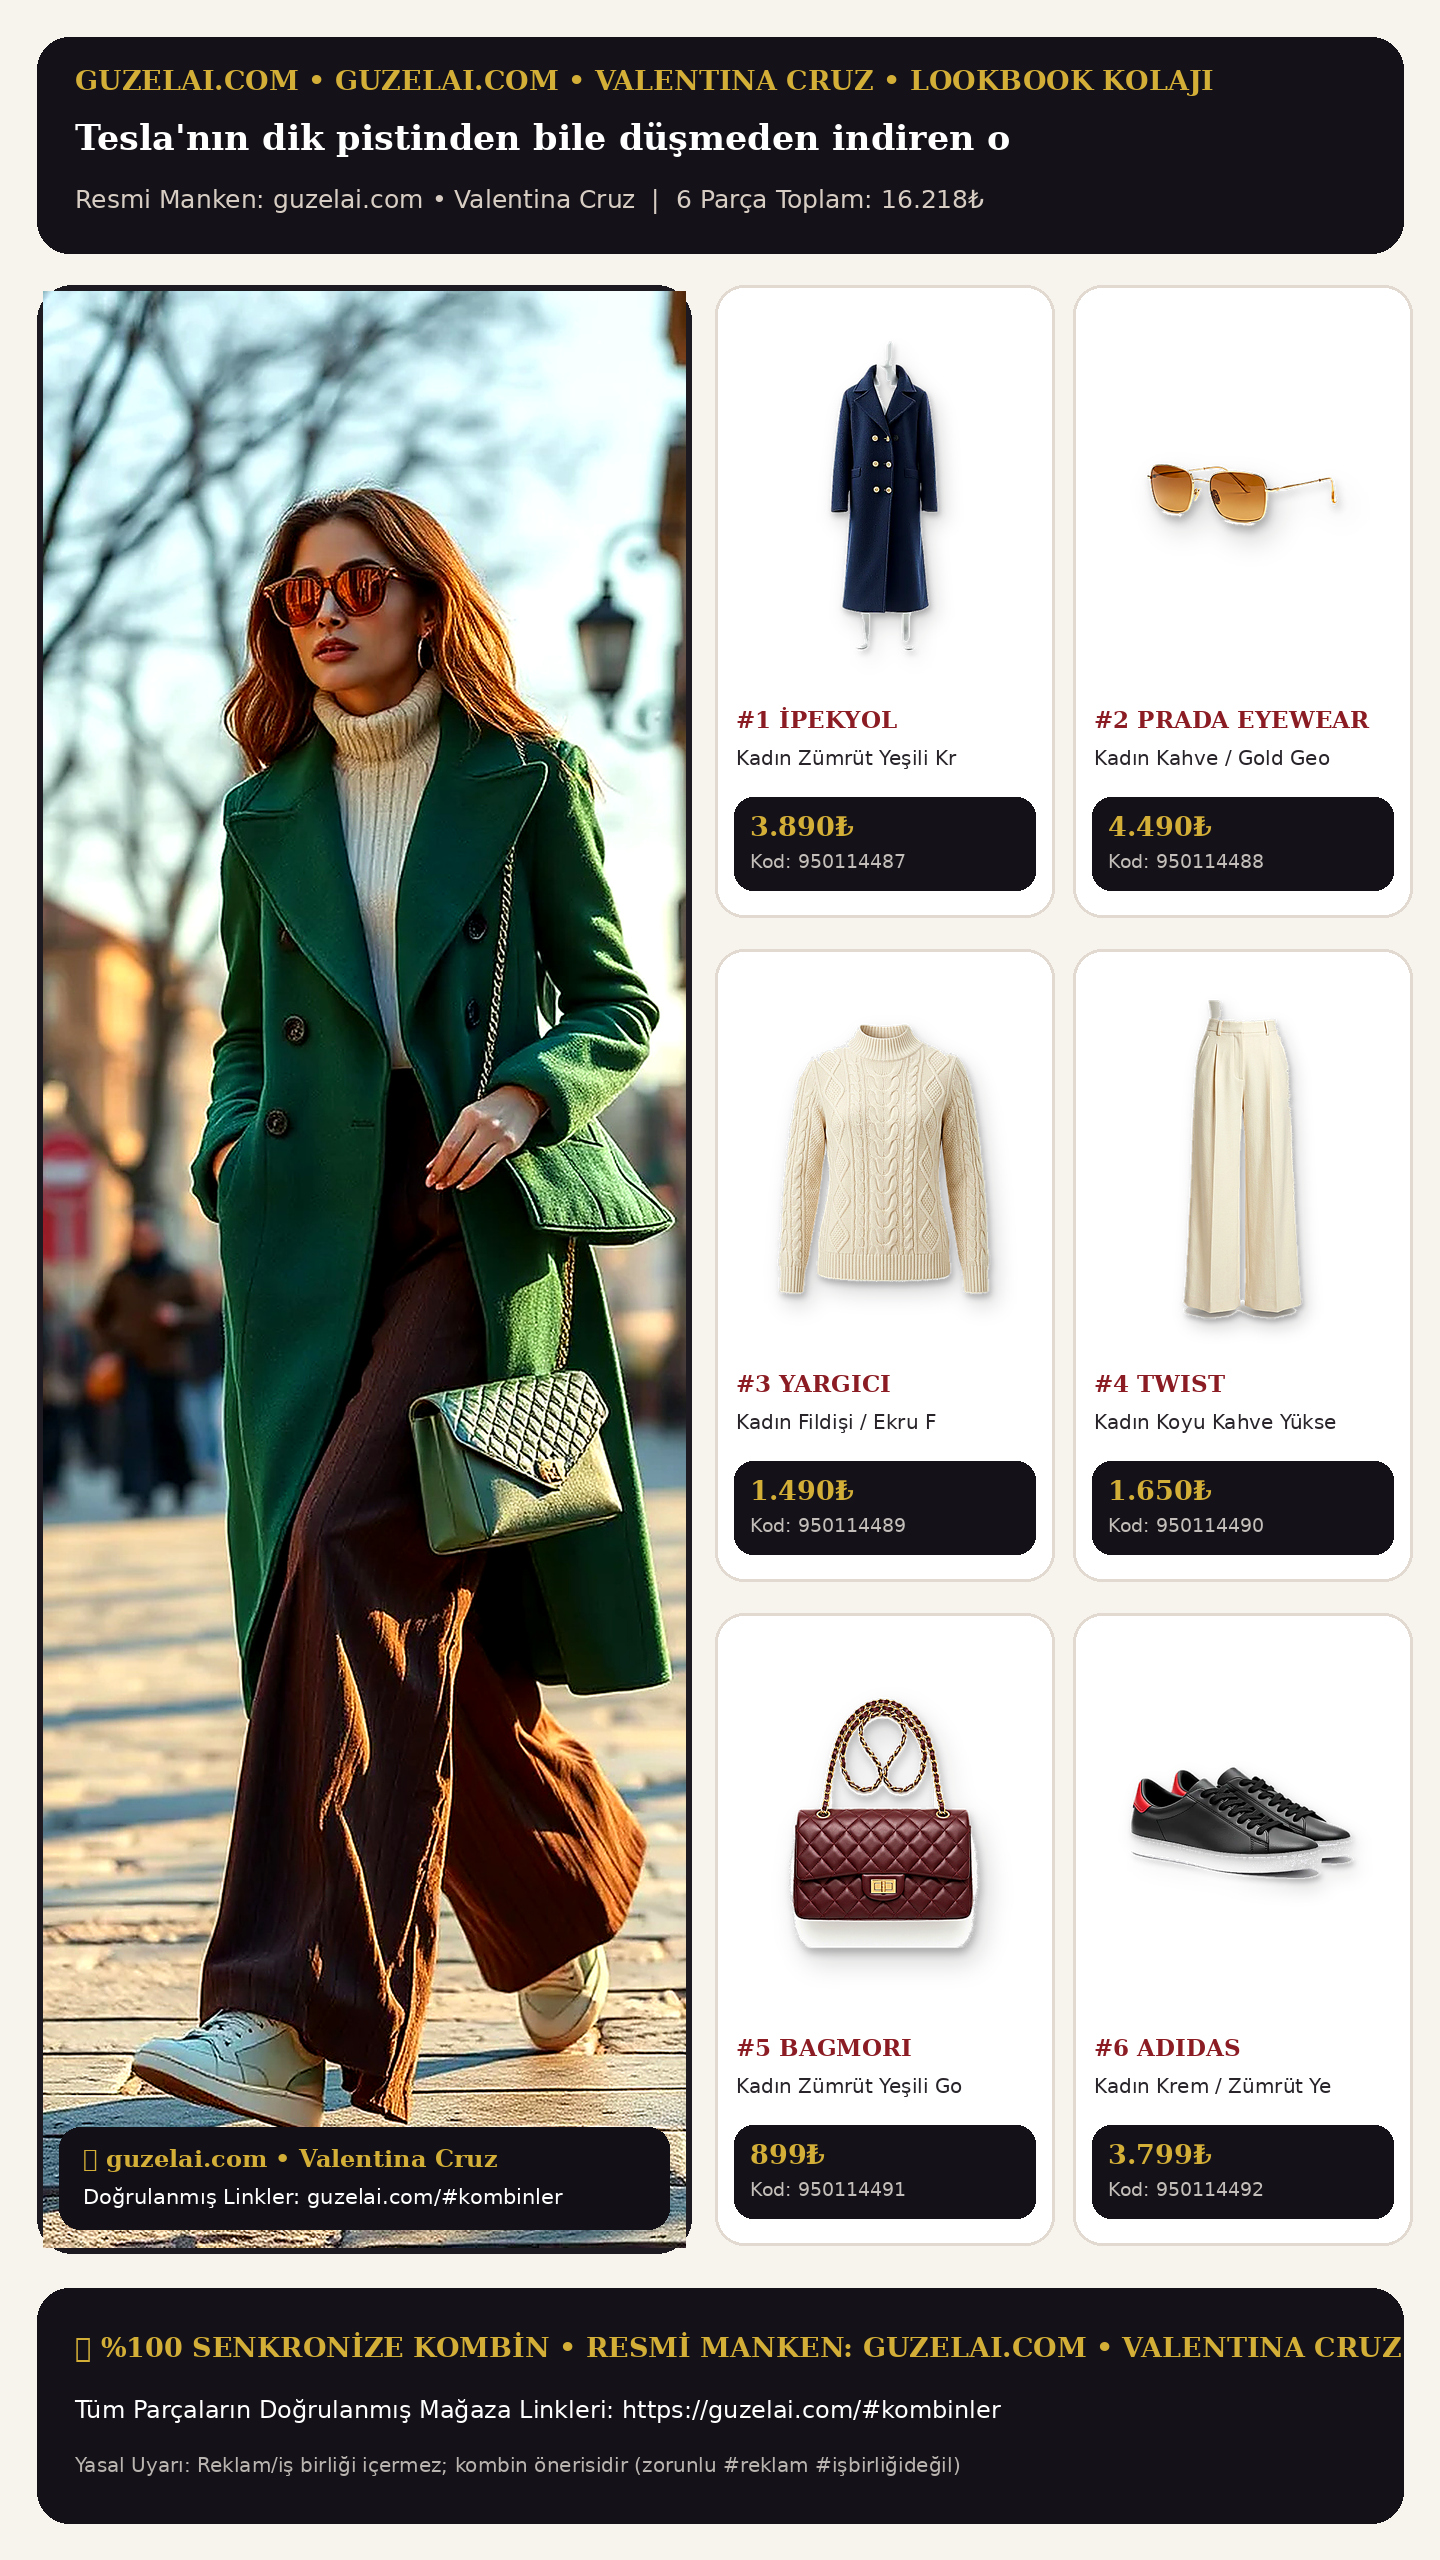 GUZELAI.COM • GUZELAI.COM • VALENTINA CRUZ • LOOKBOOK KOLAJI
Tesla'nın dik pistinden bile düşmeden indiren o
Resmi Manken: guzelai.com • Valentina Cruz | 6 Parça Toplam: 16.218₺
#1 İPEKYOL
Kadın Zümrüt Yeşili Kr
3.890₺
Kod: 950114487
#2 PRADA EYEWEAR
Kadın Kahve / Gold Geo
4.490₺
Kod: 950114488
#3 YARGICI
Kadın Fildişi / Ekru F
1.490₺
Kod: 950114489
#4 TWIST
Kadın Koyu Kahve Yükse
1.650₺
Kod: 950114490
#5 BAGMORI
Kadın Zümrüt Yeşili Go
899₺
Kod: 950114491
#6 ADIDAS
Kadın Krem / Zümrüt Ye
3.799₺
Kod: 950114492
guzelai.com • Valentina Cruz
Doğrulanmış Linkler: guzelai.com/#kombinler
%100 SENKRONİZE KOMBİN • RESMİ MANKEN: GUZELAI.COM • VALENTINA CRUZ
Tüm Parçaların Doğrulanmış Mağaza Linkleri: https://guzelai.com/#kombinler
Yasal Uyarı: Reklam/iş birliği içermez; kombin önerisidir (zorunlu #reklam #işbirliğideğil)